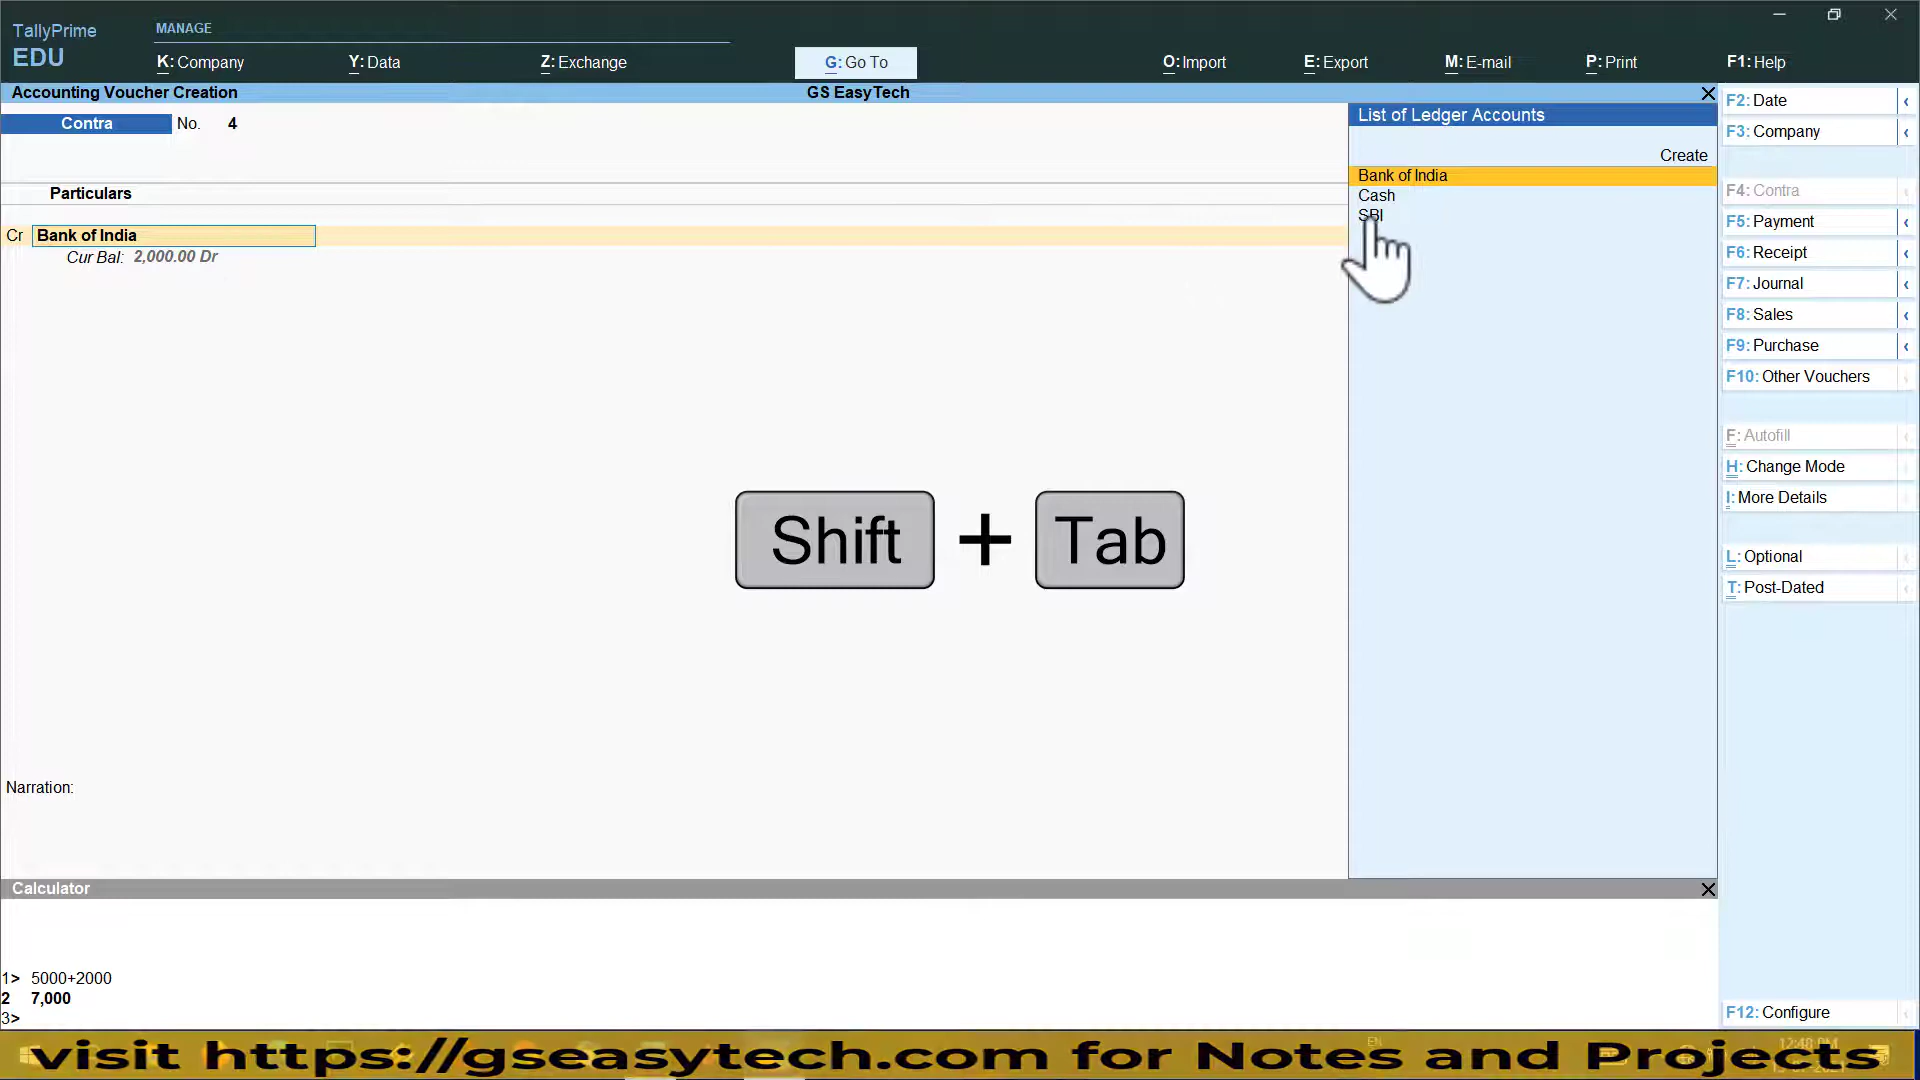 TallyPrime
EDU
MANAGE
K: Company
Y: Data
Z: Exchange
G: Go To
O: Import
E: Export
M: E-mail
P: Print
F1: Help
Accounting Voucher Creation
GS EasyTech
Contra No. 4
Particulars
Cr Bank of India
Cur Bal: 2,000.00 Dr
List of Ledger Accounts
Create
Bank of India
Cash
SBI
F2: Date
F3: Company
F4: Contra
F5: Payment
F6: Receipt
F7: Journal
F8: Sales
F9: Purchase
F10: Other Vouchers
F: Autofill
H: Change Mode
I: More Details
L: Optional
T: Post-Dated
F12: Configure
Shift + Tab
Narration:
Calculator
1> 5000+2000
2 7,000
3>
visit https://gseasytech.com for Notes and Projects